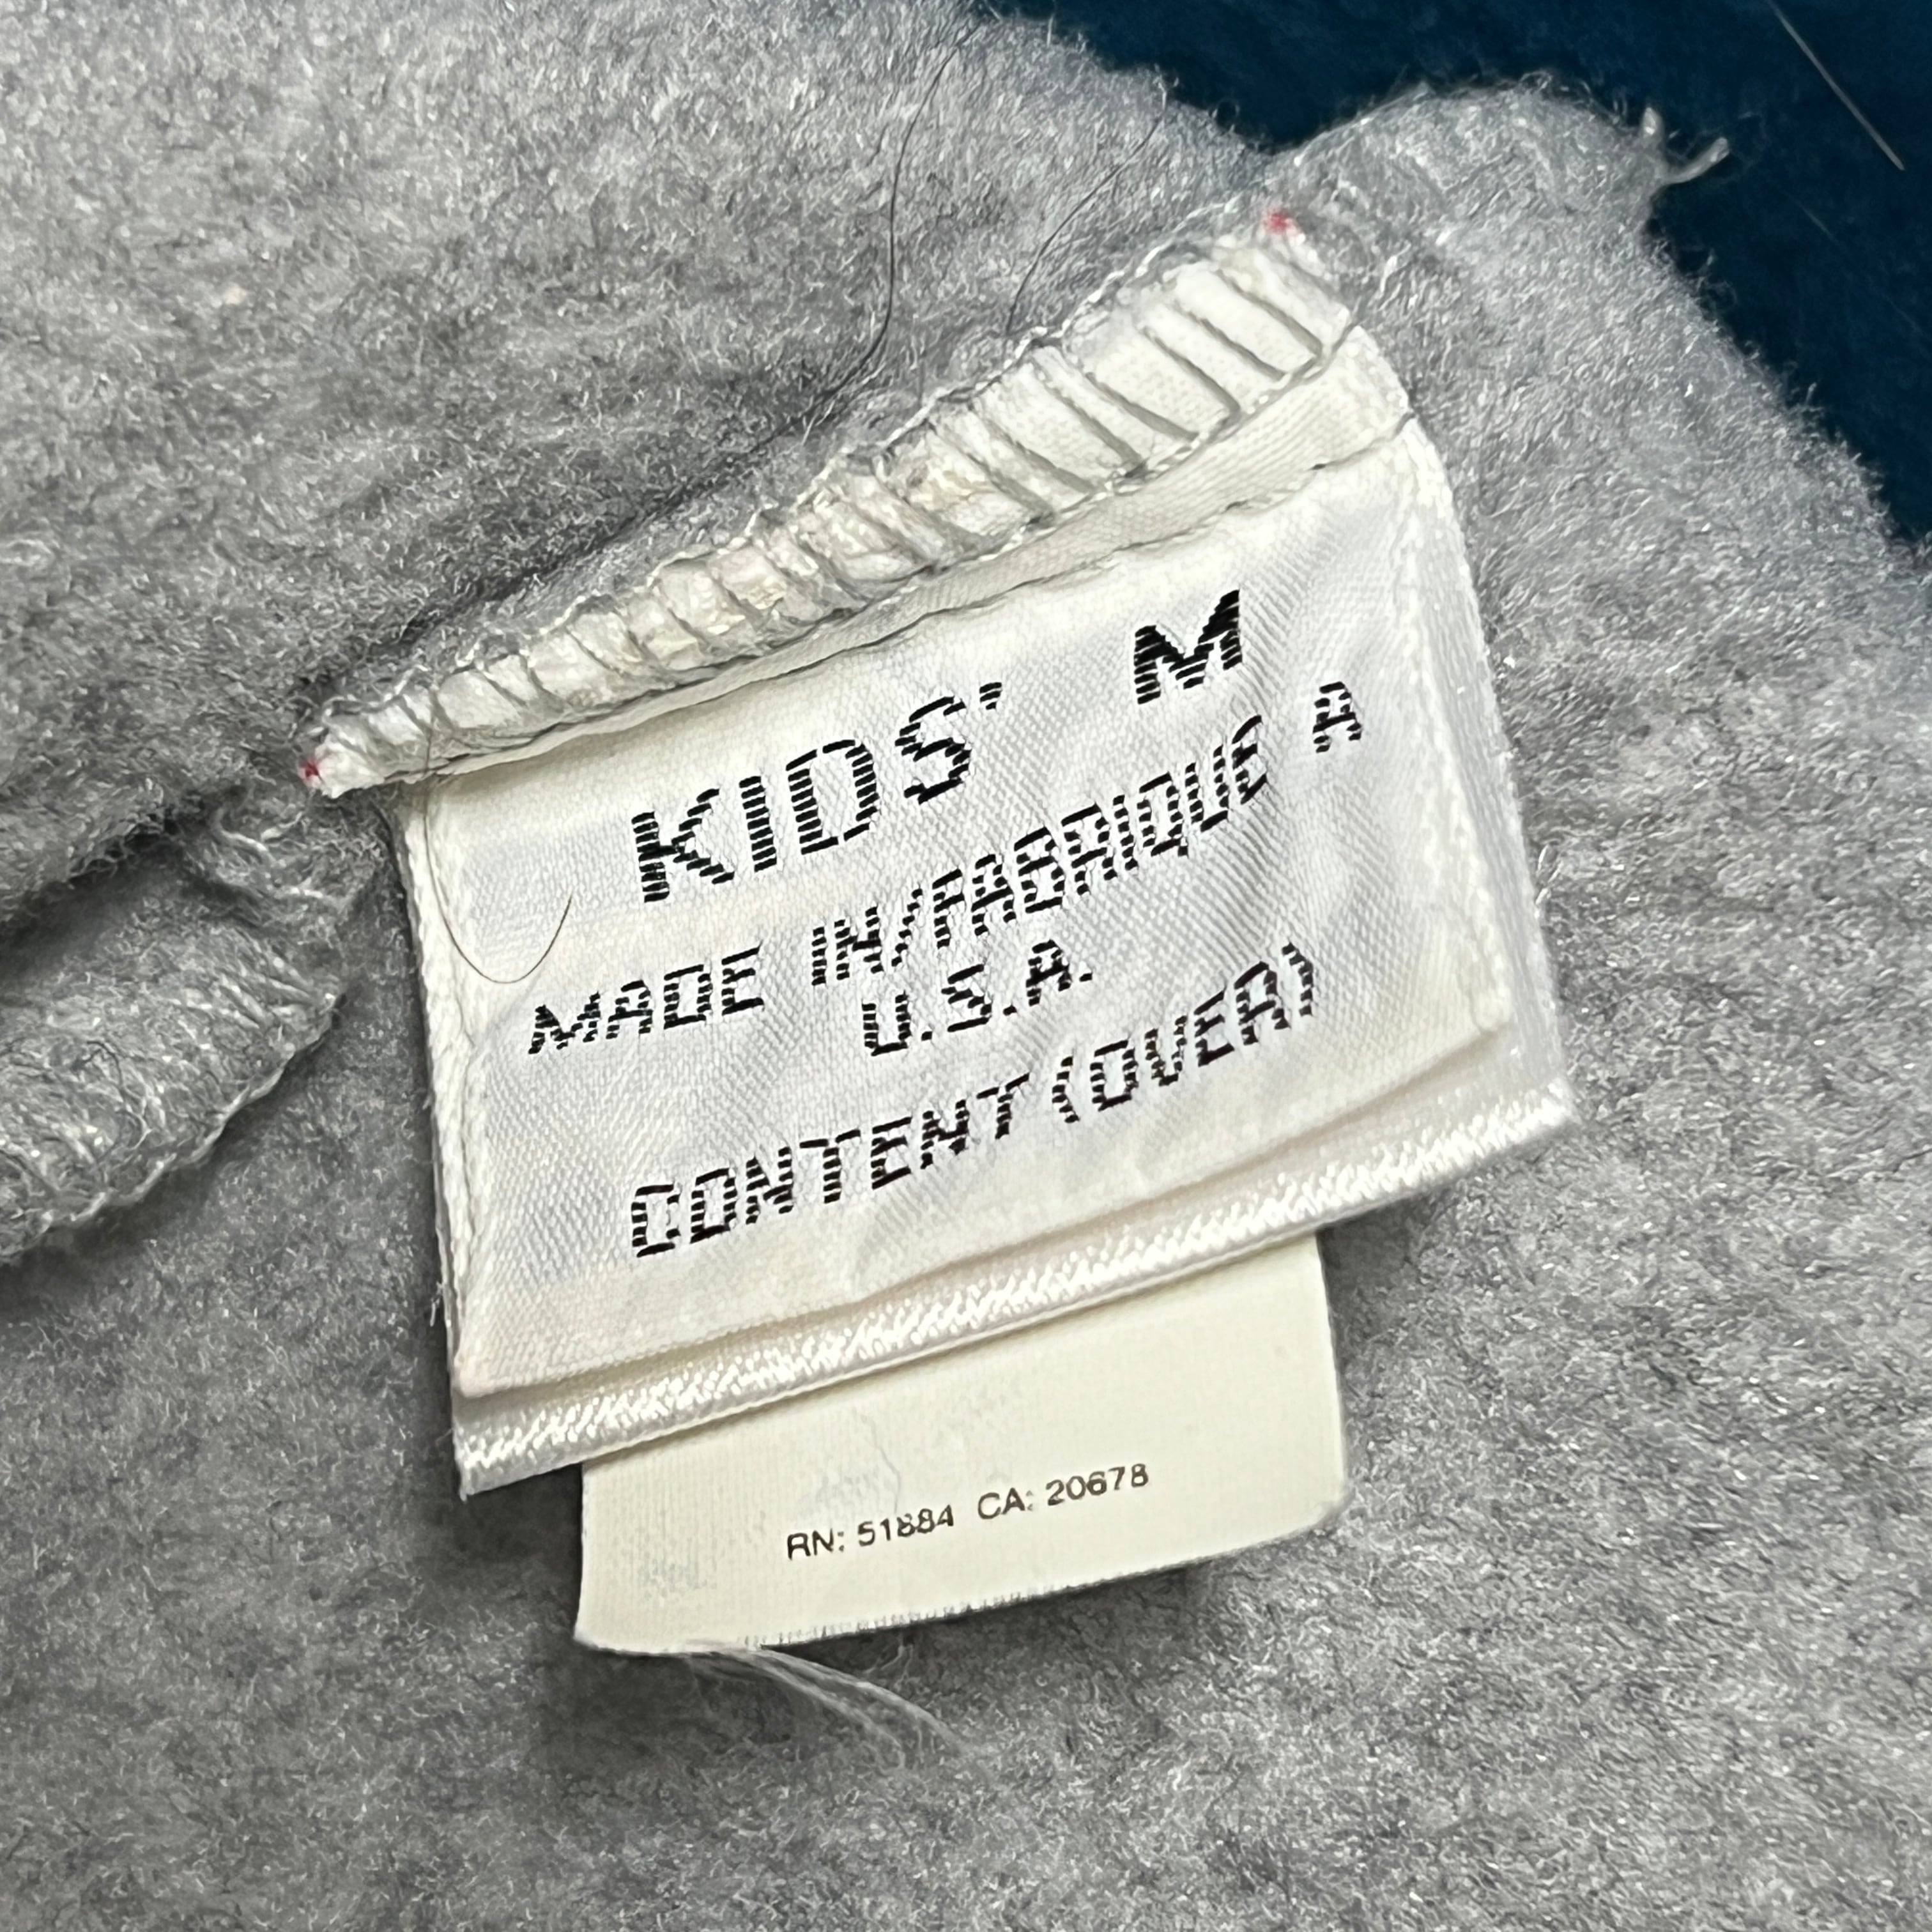 KIDS' M
MADE IN/FABRIQUE A
U.S.A.
CONTENT (OVER)
RN: 51884 CA: 20678